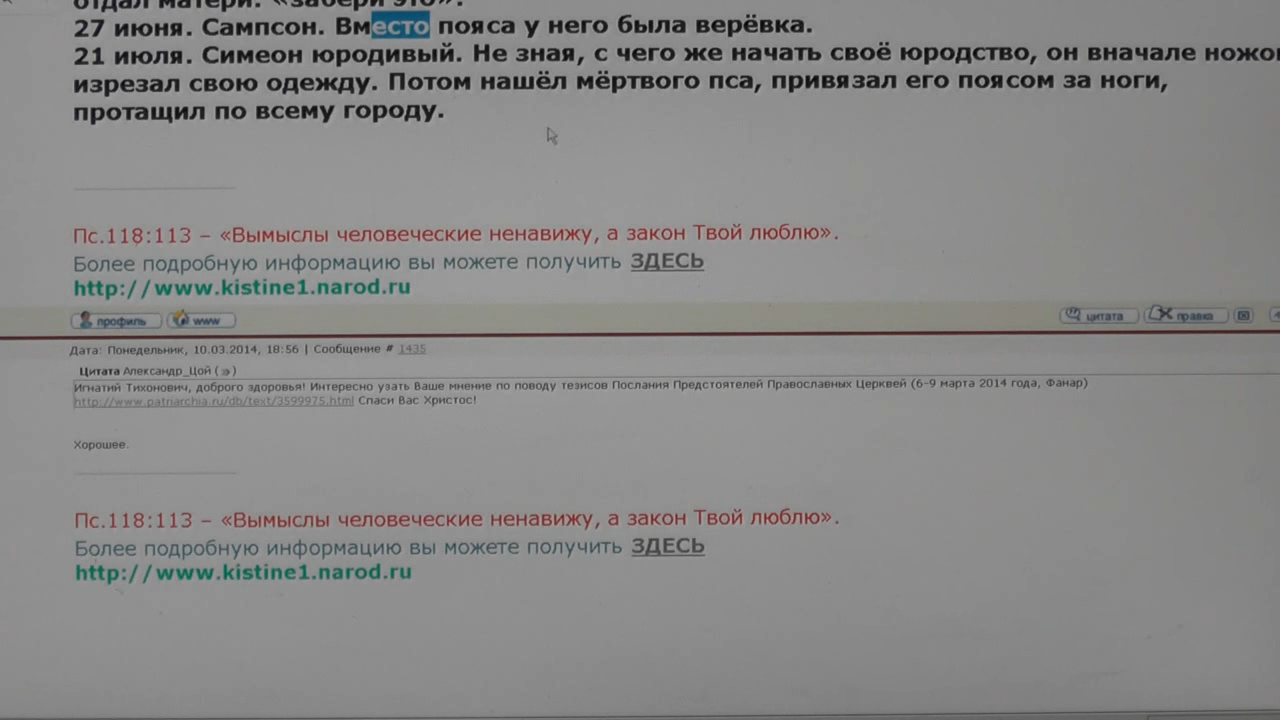 отдал матери: «забери это».
27 июня. Сампсон. Вместо пояса у него была верёвка.
21 июля. Симеон юродивый. Не зная, с чего же начать своё юродство, он вначале ножо
изрезал свою одежду. Потом нашёл мёртвого пса, привязал его поясом за ноги,
протащил по всему городу.
Пс.118:113 – «Вымыслы человеческие ненавижу, а закон Твой люблю».
Более подробную информацию вы можете получить ЗДЕСЬ
http://www.kistine1.narod.ru
профиль www цитата правка
Дата: Понедельник, 10.03.2014, 18:56 | Сообщение # 1435
Цитата Александр_Цой ( » )
Игнатий Тихонович, доброго здоровья! Интересно узать Ваше мнение по поводу тезисов Послания Предстоятелей Православных Церквей (6-9 марта 2014 года, Фанар)
http://www.patriarchia.ru/db/text/3599975.html Спаси Вас Христос!
Хорошее.
Пс.118:113 – «Вымыслы человеческие ненавижу, а закон Твой люблю».
Более подробную информацию вы можете получить ЗДЕСЬ
http://www.kistine1.narod.ru